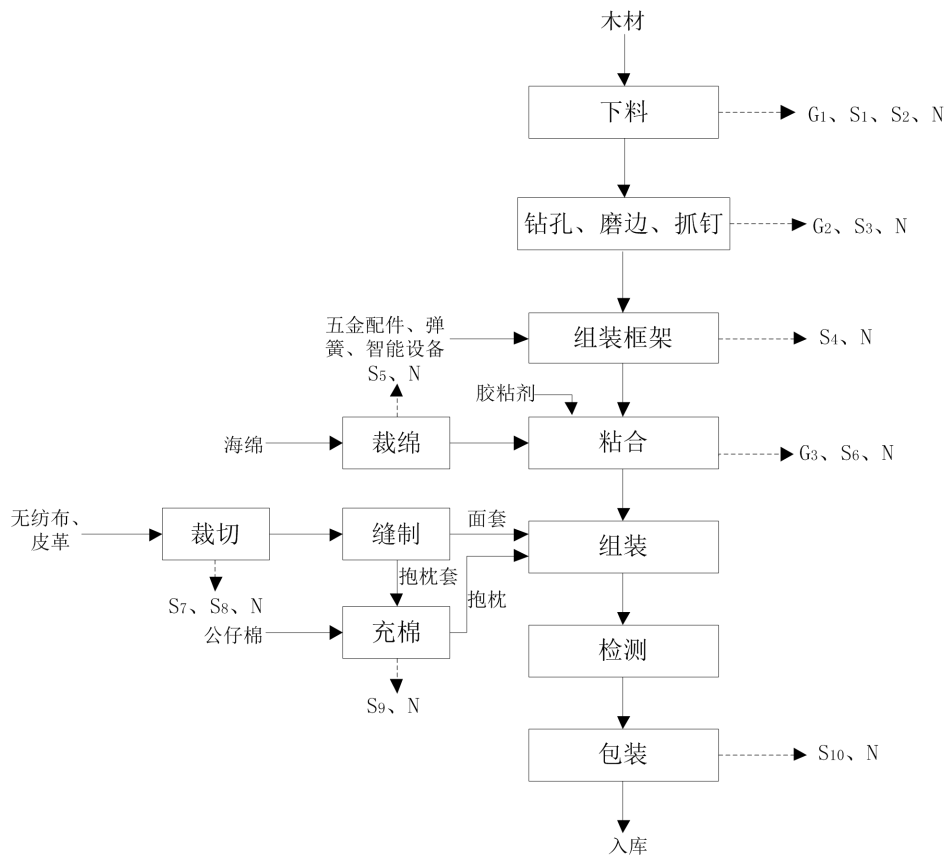 木材
下料
G1、S1、S2、N
钻孔、磨边、抓钉
G2、S3、N
五金配件、弹
簧、智能设备
组装框架
S4、N
S5、N
胶粘剂
海绵
裁绵
粘合
G3、S6、N
无纺布、
皮革
裁切
缝制
面套
组装
抱枕套
抱枕
S7、S8、N
公仔棉
充棉
检测
S9、N
包装
S10、N
入库